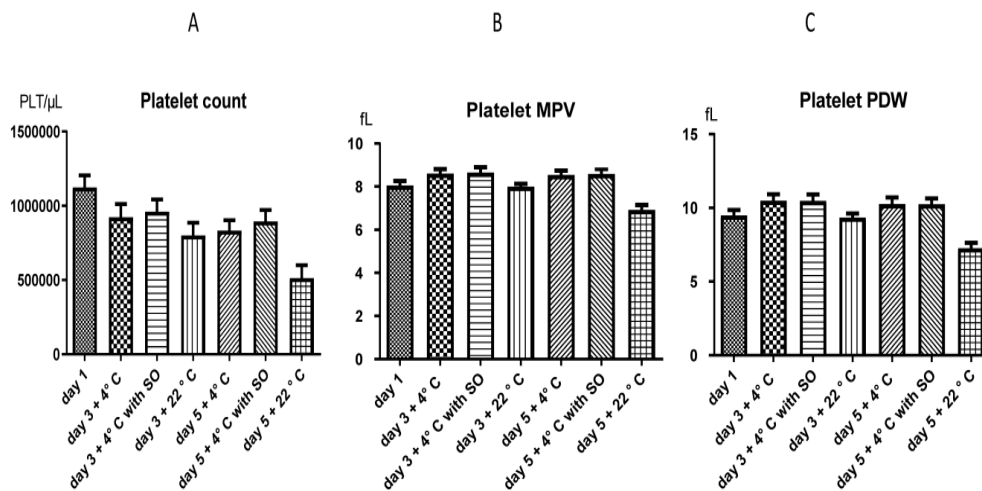 A
PLT/µL
Platelet count
1500000
1000000
500000
0
day 1
day 3 + 4° C
day 3 + 4° C with SO
day 3 + 22 ° C
day 5 + 4° C
day 5 + 4° C with SO
day 5 + 22 ° C
B
fL
Platelet MPV
10
8
6
4
2
0
day 1
day 3 + 4° C
day 3 + 4° C with SO
day 3 + 22 ° C
day 5 + 4° C
day 5 + 4° C with SO
day 5 + 22 ° C
C
fL
Platelet PDW
15
10
5
0
day 1
day 3 + 4° C
day 3 + 4° C with SO
day 3 + 22 ° C
day 5 + 4° C
day 5 + 4° C with SO
day 5 + 22 ° C